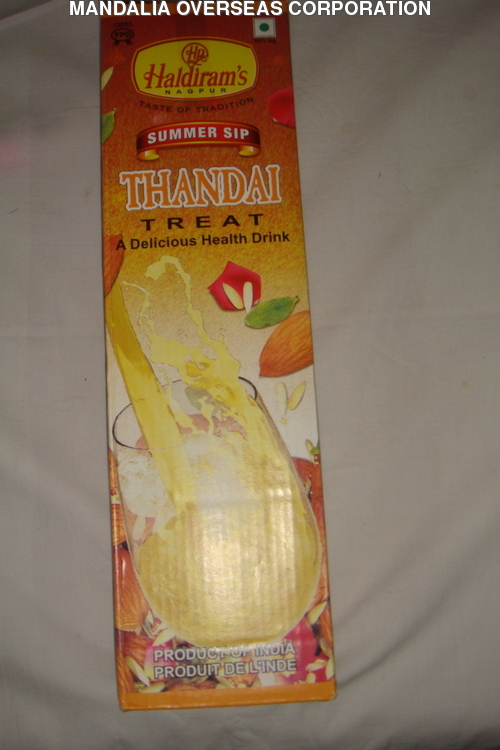 MANDALIA OVERSEAS CORPORATION
Haldiram's
NAGPUR
TASTE OF TRADITION
SUMMER SIP
THANDAI
TREAT
A Delicious Health Drink
PRODUCT OF INDIA
PRODUIT DE L'INDE